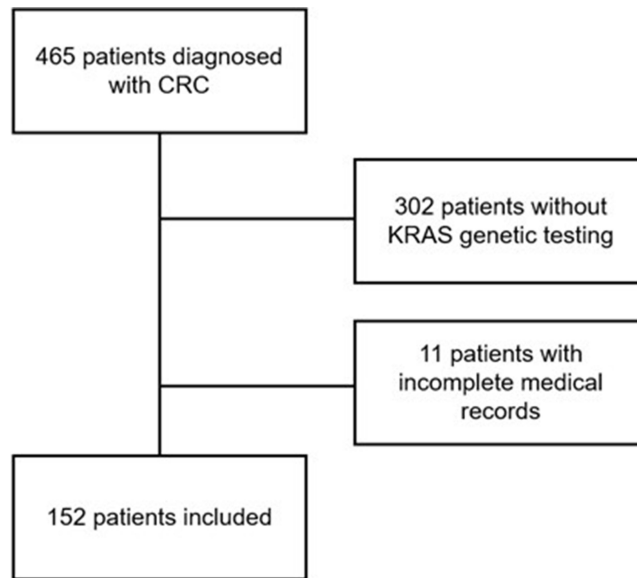 465 patients diagnosed
with CRC
302 patients without
KRAS genetic testing
11 patients with
incomplete medical
records
152 patients included